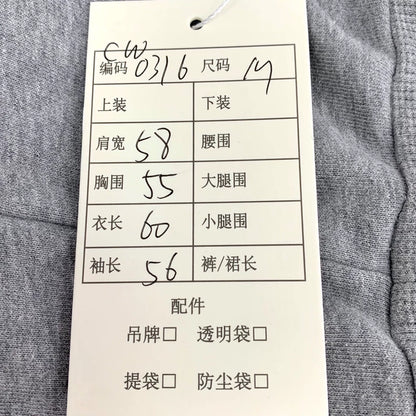 CW
编码 0316 尺码 M
上装 下装
肩宽 58 腰围
胸围 55 大腿围
衣长 60 小腿围
袖长 56 裤/裙长
配件
吊牌□ 透明袋□
提袋□ 防尘袋□